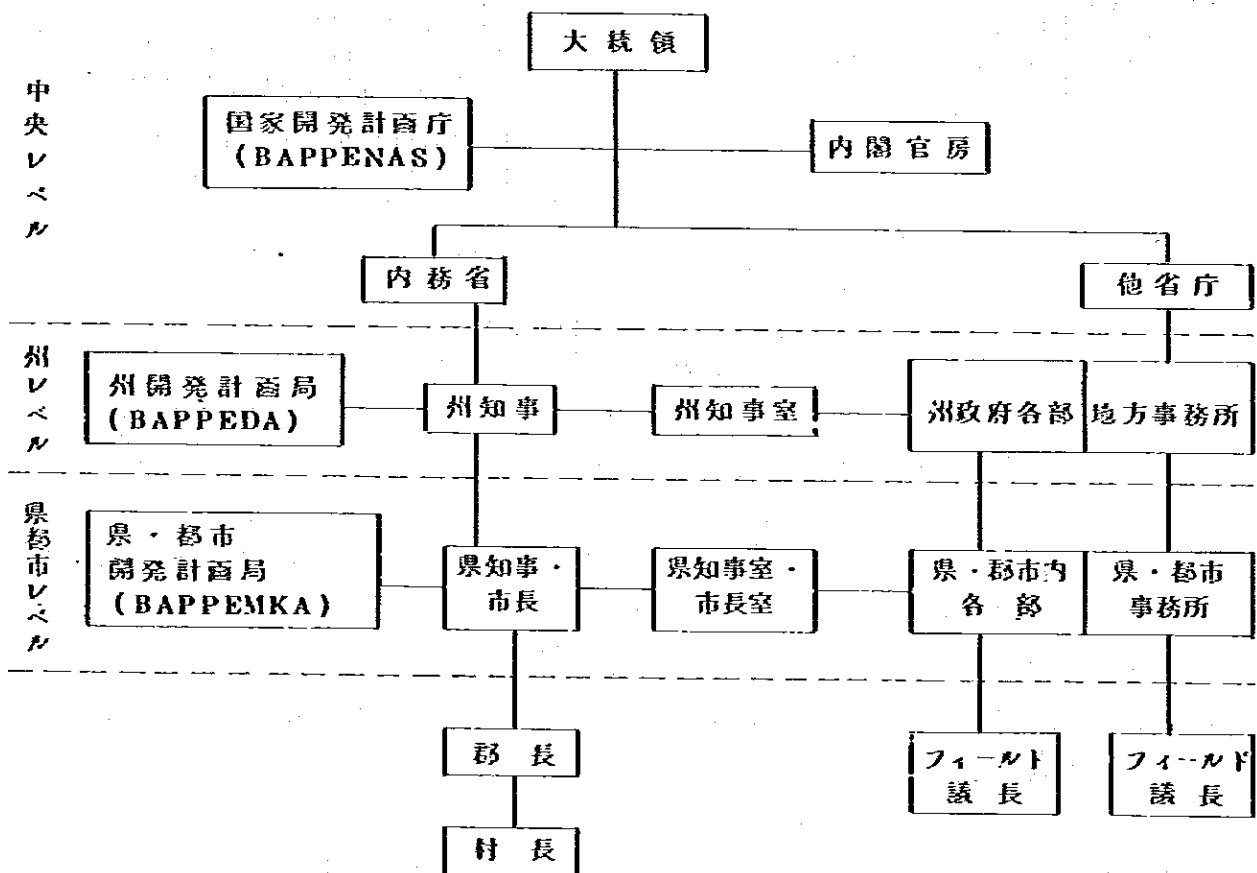 大統領
中央レベル
国家開発計画庁
(BAPPENAS)
内閣官房
内務省
他省庁
州レベル
州開発計画局
(BAPPEDA)
州知事
州知事室
州政府各部
地方事務所
県都市レベル
県・都市
開発計画局
(BAPPEMKA)
県知事・
市長
県知事室・
市長室
県・都市内
各部
県・都市
事務所
郡長
村長
フィールド
議長
フィールド
議長